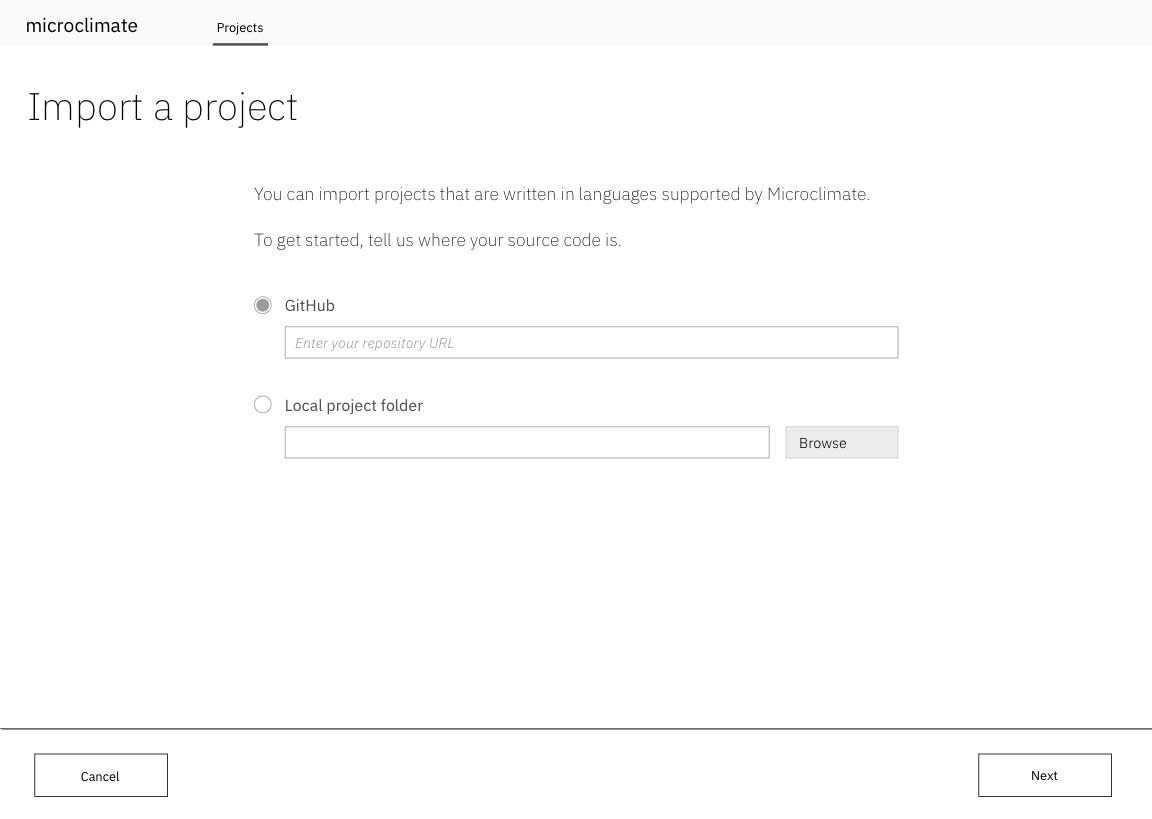 microclimate
Projects
Import a project
You can import projects that are written in languages supported by Microclimate.
To get started, tell us where your source code is.
GitHub
Enter your repository URL
Local project folder
Browse
Cancel
Next